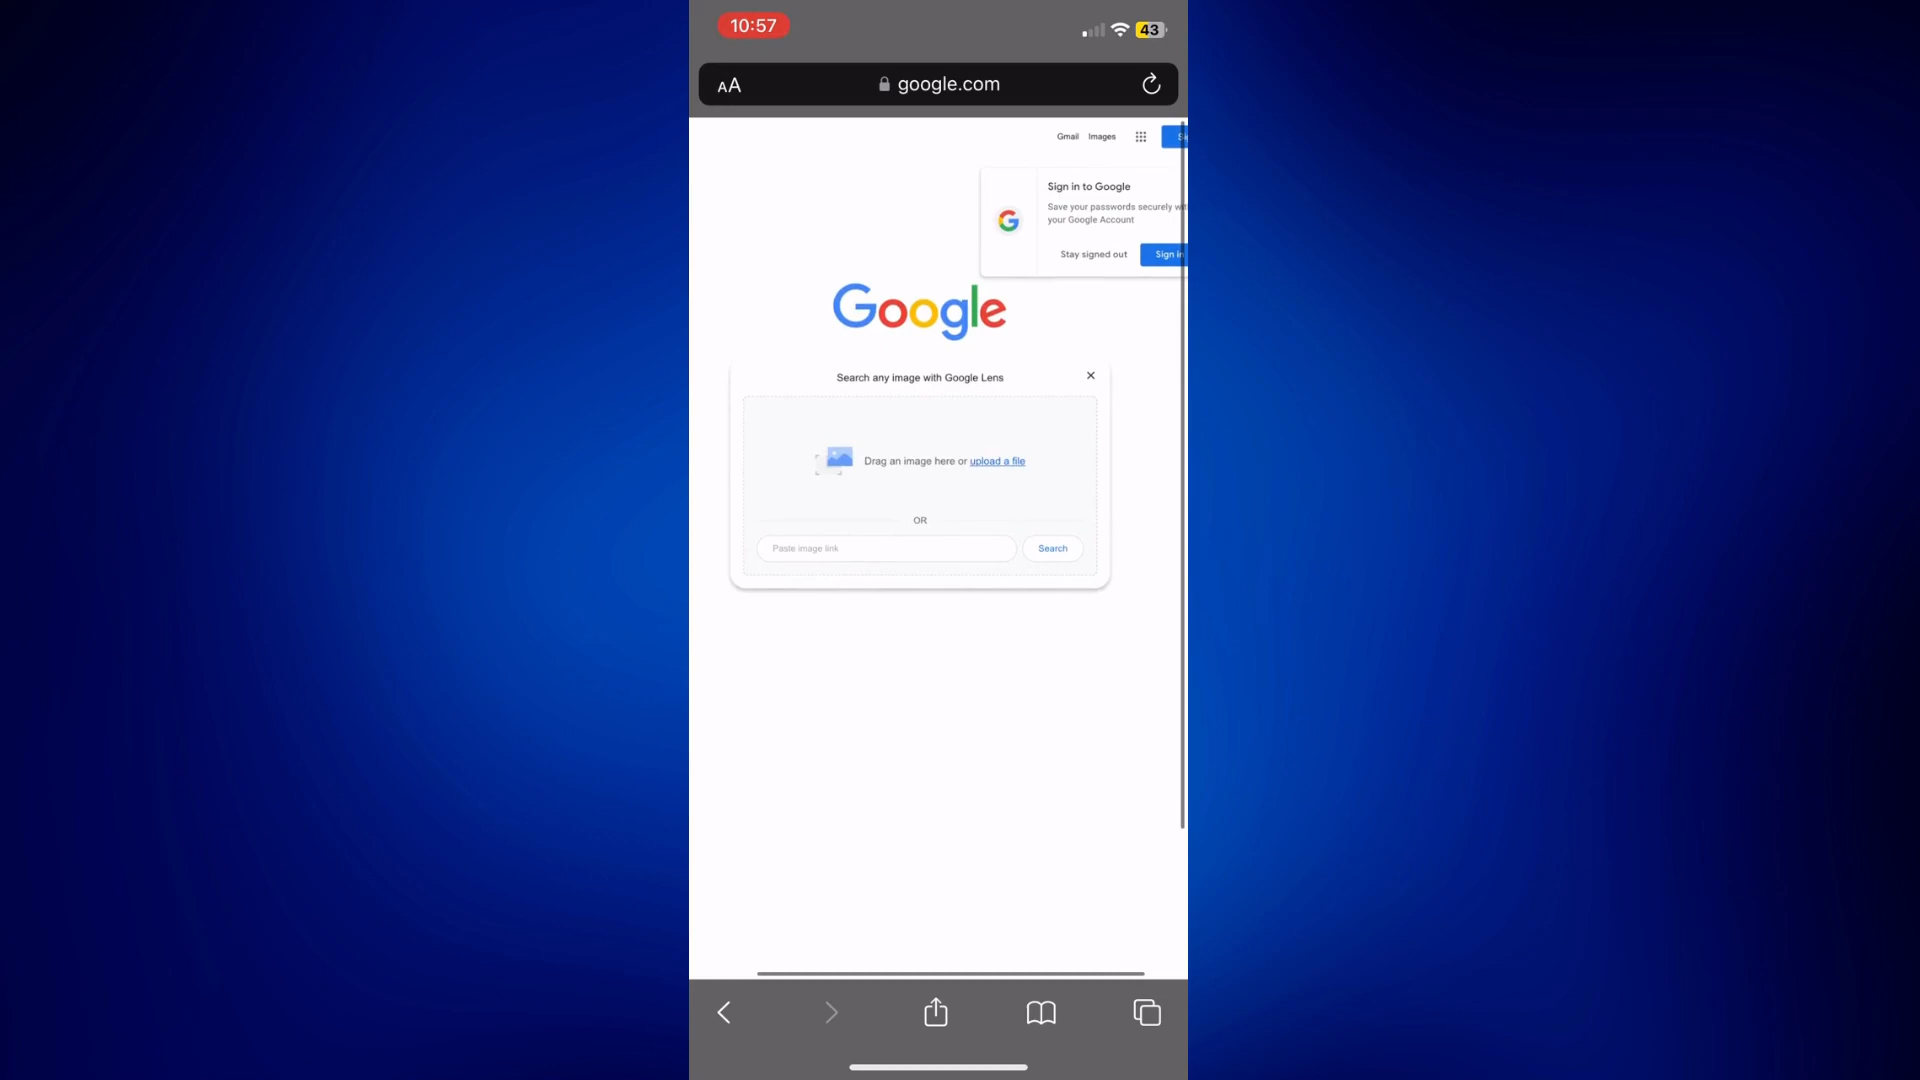 10:57
43
AA
google.com
Gmail Images
Sign in to Google
Save your passwords securely
your Google Account
Stay signed out Sign in
Google
Search any image with Google Lens
Drag an image here or upload a file
OR
Paste image link Search